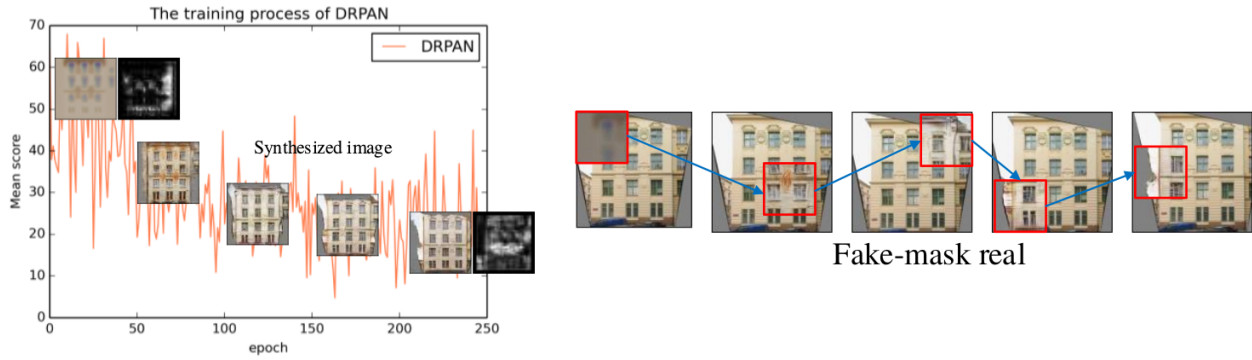 The training process of DRPAN
70
60
50
40
30
20
10
0
Mean score
DRPAN
Synthesized image
0 50 100 150 200 250
epoch
Fake-mask real